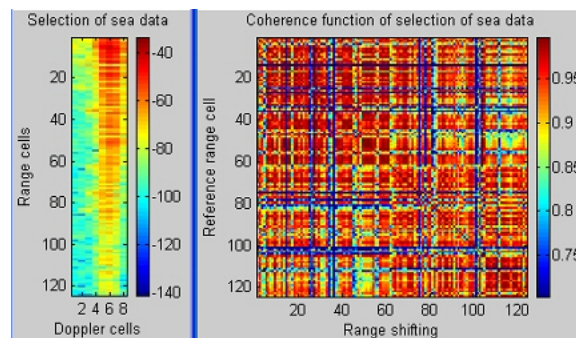 Selection of sea data
Range cells
20
40
60
80
100
120
2 4 6 8
Doppler cells
-40
-60
-80
-100
-120
-140
Coherence function of selection of sea data
Reference range cell
20
40
60
80
100
120
20 40 60 80 100 120
Range shifting
0.95
0.9
0.85
0.8
0.75